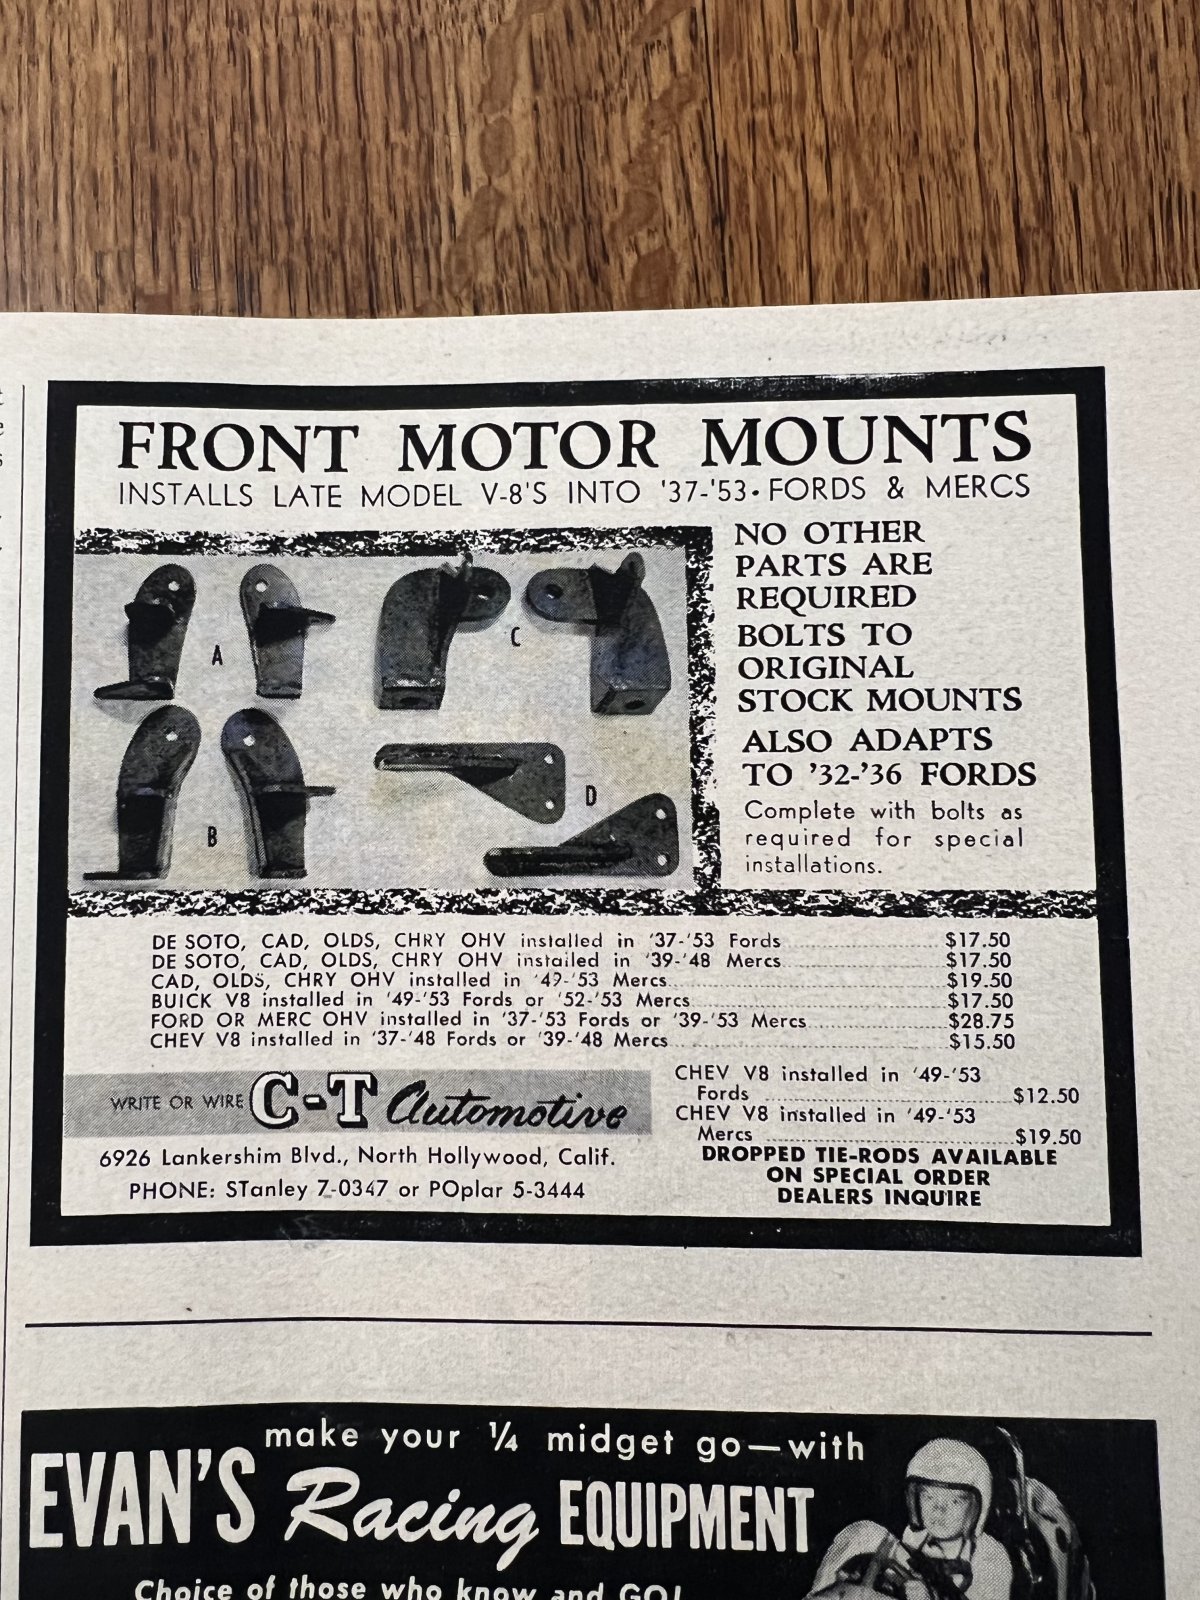 FRONT MOTOR MOUNTS
INSTALLS LATE MODEL V-8'S INTO '37-'53•FORDS & MERCS
A
C
B
D
NO OTHER
PARTS ARE
REQUIRED
BOLTS TO
ORIGINAL
STOCK MOUNTS
ALSO ADAPTS
TO '32-'36 FORDS
Complete with bolts as
required for special
installations.
DE SOTO, CAD, OLDS, CHRY OHV installed in '37-'53 Fords $17.50
DE SOTO, CAD, OLDS, CHRY OHV installed in '39-'48 Mercs $17.50
CAD, OLDS, CHRY OHV installed in '49-'53 Mercs $19.50
BUICK V8 installed in '49-'53 Fords or '52-'53 Mercs $17.50
FORD OR MERC OHV installed in '37-'53 Fords or '39-'53 Mercs $28.75
CHEV V8 installed in '37-'48 Fords or '39-'48 Mercs $15.50
CHEV V8 installed in '49-'53
Fords $12.50
CHEV V8 installed in '49-'53
Mercs $19.50
DROPPED TIE-RODS AVAILABLE
ON SPECIAL ORDER
DEALERS INQUIRE
WRITE OR WIRE C-T Automotive
6926 Lankershim Blvd., North Hollywood, Calif.
PHONE: STanley 7-0347 or POplar 5-3444
make your ¼ midget go—with
EVAN'S Racing EQUIPMENT
Choice of those who know and GO!